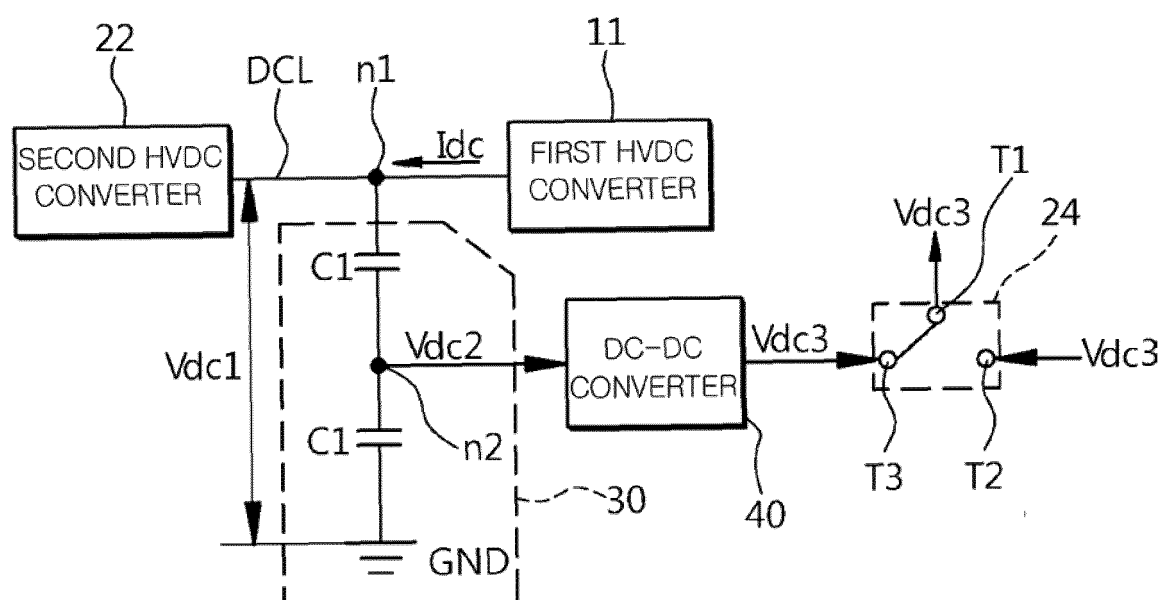 22
DCL
n1
11
SECOND HVDC
CONVERTER
Idc
FIRST HVDC
CONVERTER
T1
Vdc3
24
C1
Vdc1
Vdc2
DC-DC
CONVERTER
Vdc3
Vdc3
C1
n2
T3
T2
30
40
GND